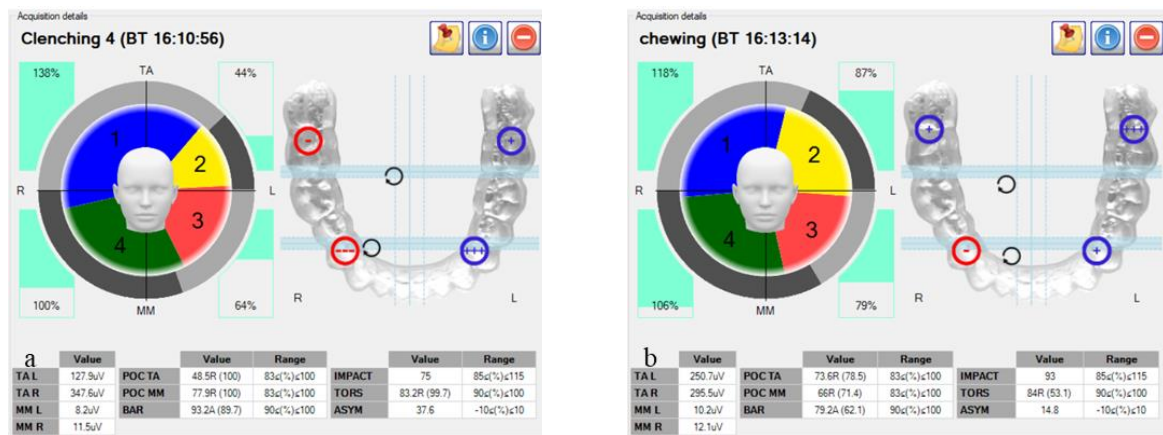 Acquisition details
Clenching 4 (BT 16:10:56)
138% TA 44%
1 2
R L
4 3
100% MM 64%
- +
--- +++
R L
a
Value Value Range Value Range
TA L 127.9uV POC TA 48.5R (100) 83≤(%)≤100 IMPACT 75 85≤(%)≤115
TA R 347.6uV POC MM 77.9R (100) 83≤(%)≤100 TORS 83.2R (99.7) 90≤(%)≤100
MM L 8.2uV BAR 93.2A (89.7) 90≤(%)≤100 ASYM 37.6 -10≤(%)≤10
MM R 11.5uV
Acquisition details
chewing (BT 16:13:14)
118% TA 87%
1 2
R L
4 3
106% MM 79%
+ +++
- +
R L
b
Value Value Range Value Range
TA L 250.7uV POC TA 73.6R (78.5) 83≤(%)≤100 IMPACT 93 85≤(%)≤115
TA R 295.5uV POC MM 66R (71.4) 83≤(%)≤100 TORS 84R (53.1) 90≤(%)≤100
MM L 10.2uV BAR 79.2A (62.1) 90≤(%)≤100 ASYM 14.8 -10≤(%)≤10
MM R 12.1uV